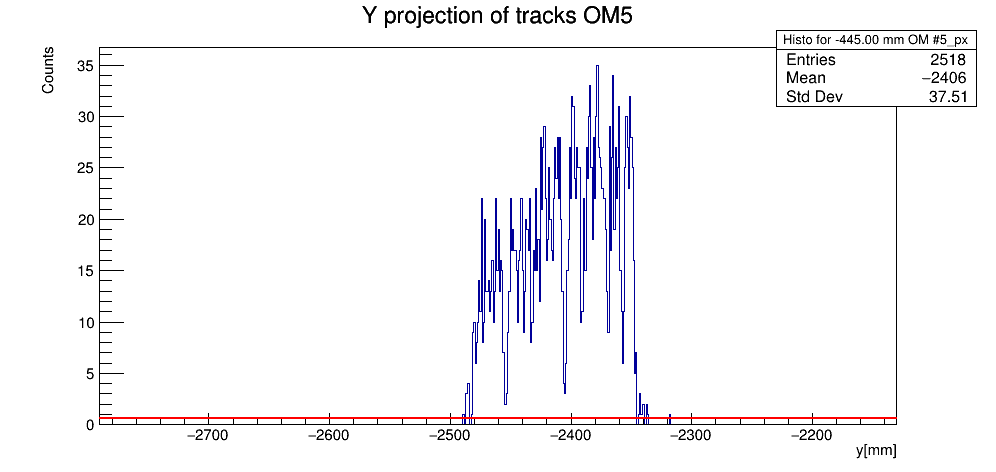 Y projection of tracks OM5
Histo for -445.00 mm OM #5_px
Entries 2518
Mean −2406
Std Dev 37.51
Counts
35
30
25
20
15
10
5
0
−2700 −2600 −2500 −2400 −2300 −2200
y[mm]